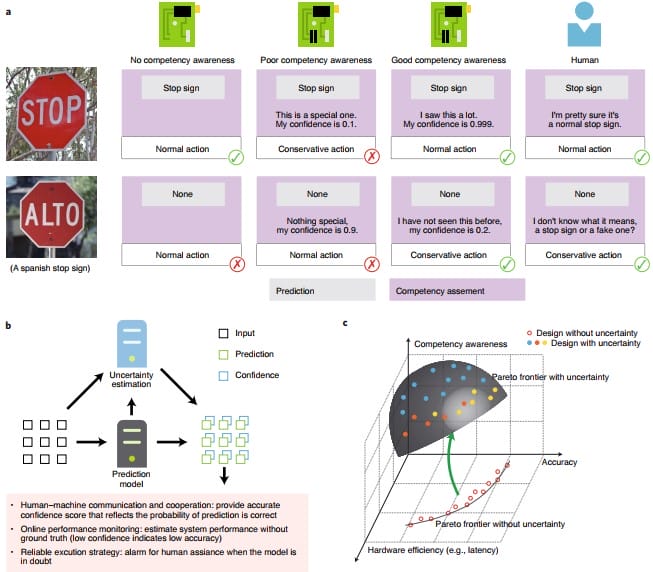 a
No competency awareness
Poor competency awareness
Good competency awareness
Human
STOP
Stop sign
Normal action
Stop sign
This is a special one.
My confidence is 0.1.
Conservative action
Stop sign
I saw this a lot.
My confidence is 0.999.
Normal action
Stop sign
I'm pretty sure it's
a normal stop sign.
Normal action
ALTO
(A spanish stop sign)
None
Normal action
None
Nothing special,
my confidence is 0.9.
Normal action
None
I have not seen this before,
my confidence is 0.2.
Conservative action
None
I don't know what it means,
a stop sign or a fake one?
Conservative action
Prediction
Competency assement
b
Uncertainty
estimation
Input
Prediction
Confidence
Prediction
model
• Human–machine communication and cooperation: provide accurate
confidence score that reflects the probability of prediction is correct
• Online performance monitoring: estimate system performance without
ground truth (low confidence indicates low accuracy)
• Reliable excution strategy: alarm for human assiance when the model is
in doubt
c
Competency awareness
Design without uncertainty
Design with uncertainty
Pareto frontier with uncertainty
Accuracy
Pareto frontier without uncertainty
Hardware efficiency (e.g., latency)